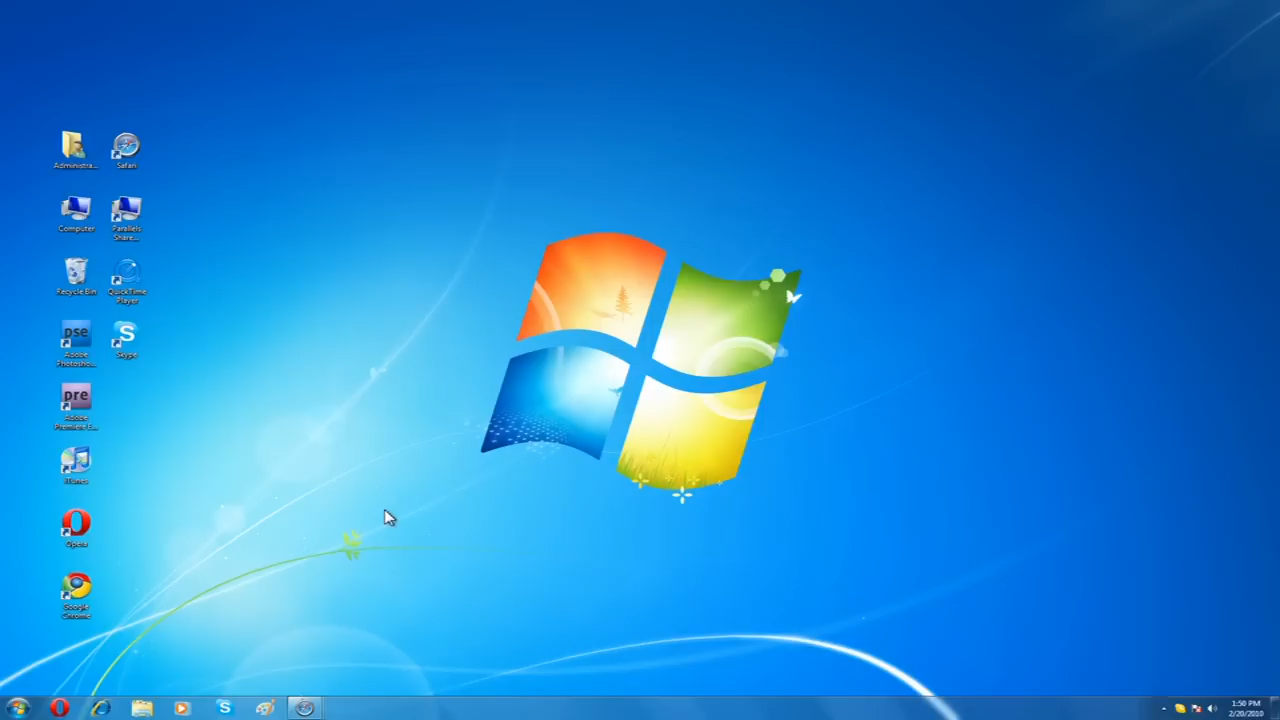 Administra...
Safari
Computer
Parallels
Share...
Recycle Bin
QuickTime
Player
pse
Adobe
Photosho...
Skype
pre
Adobe
Premiere E...
iTunes
Opera
Google
Chrome
1:50 PM
2/20/2010